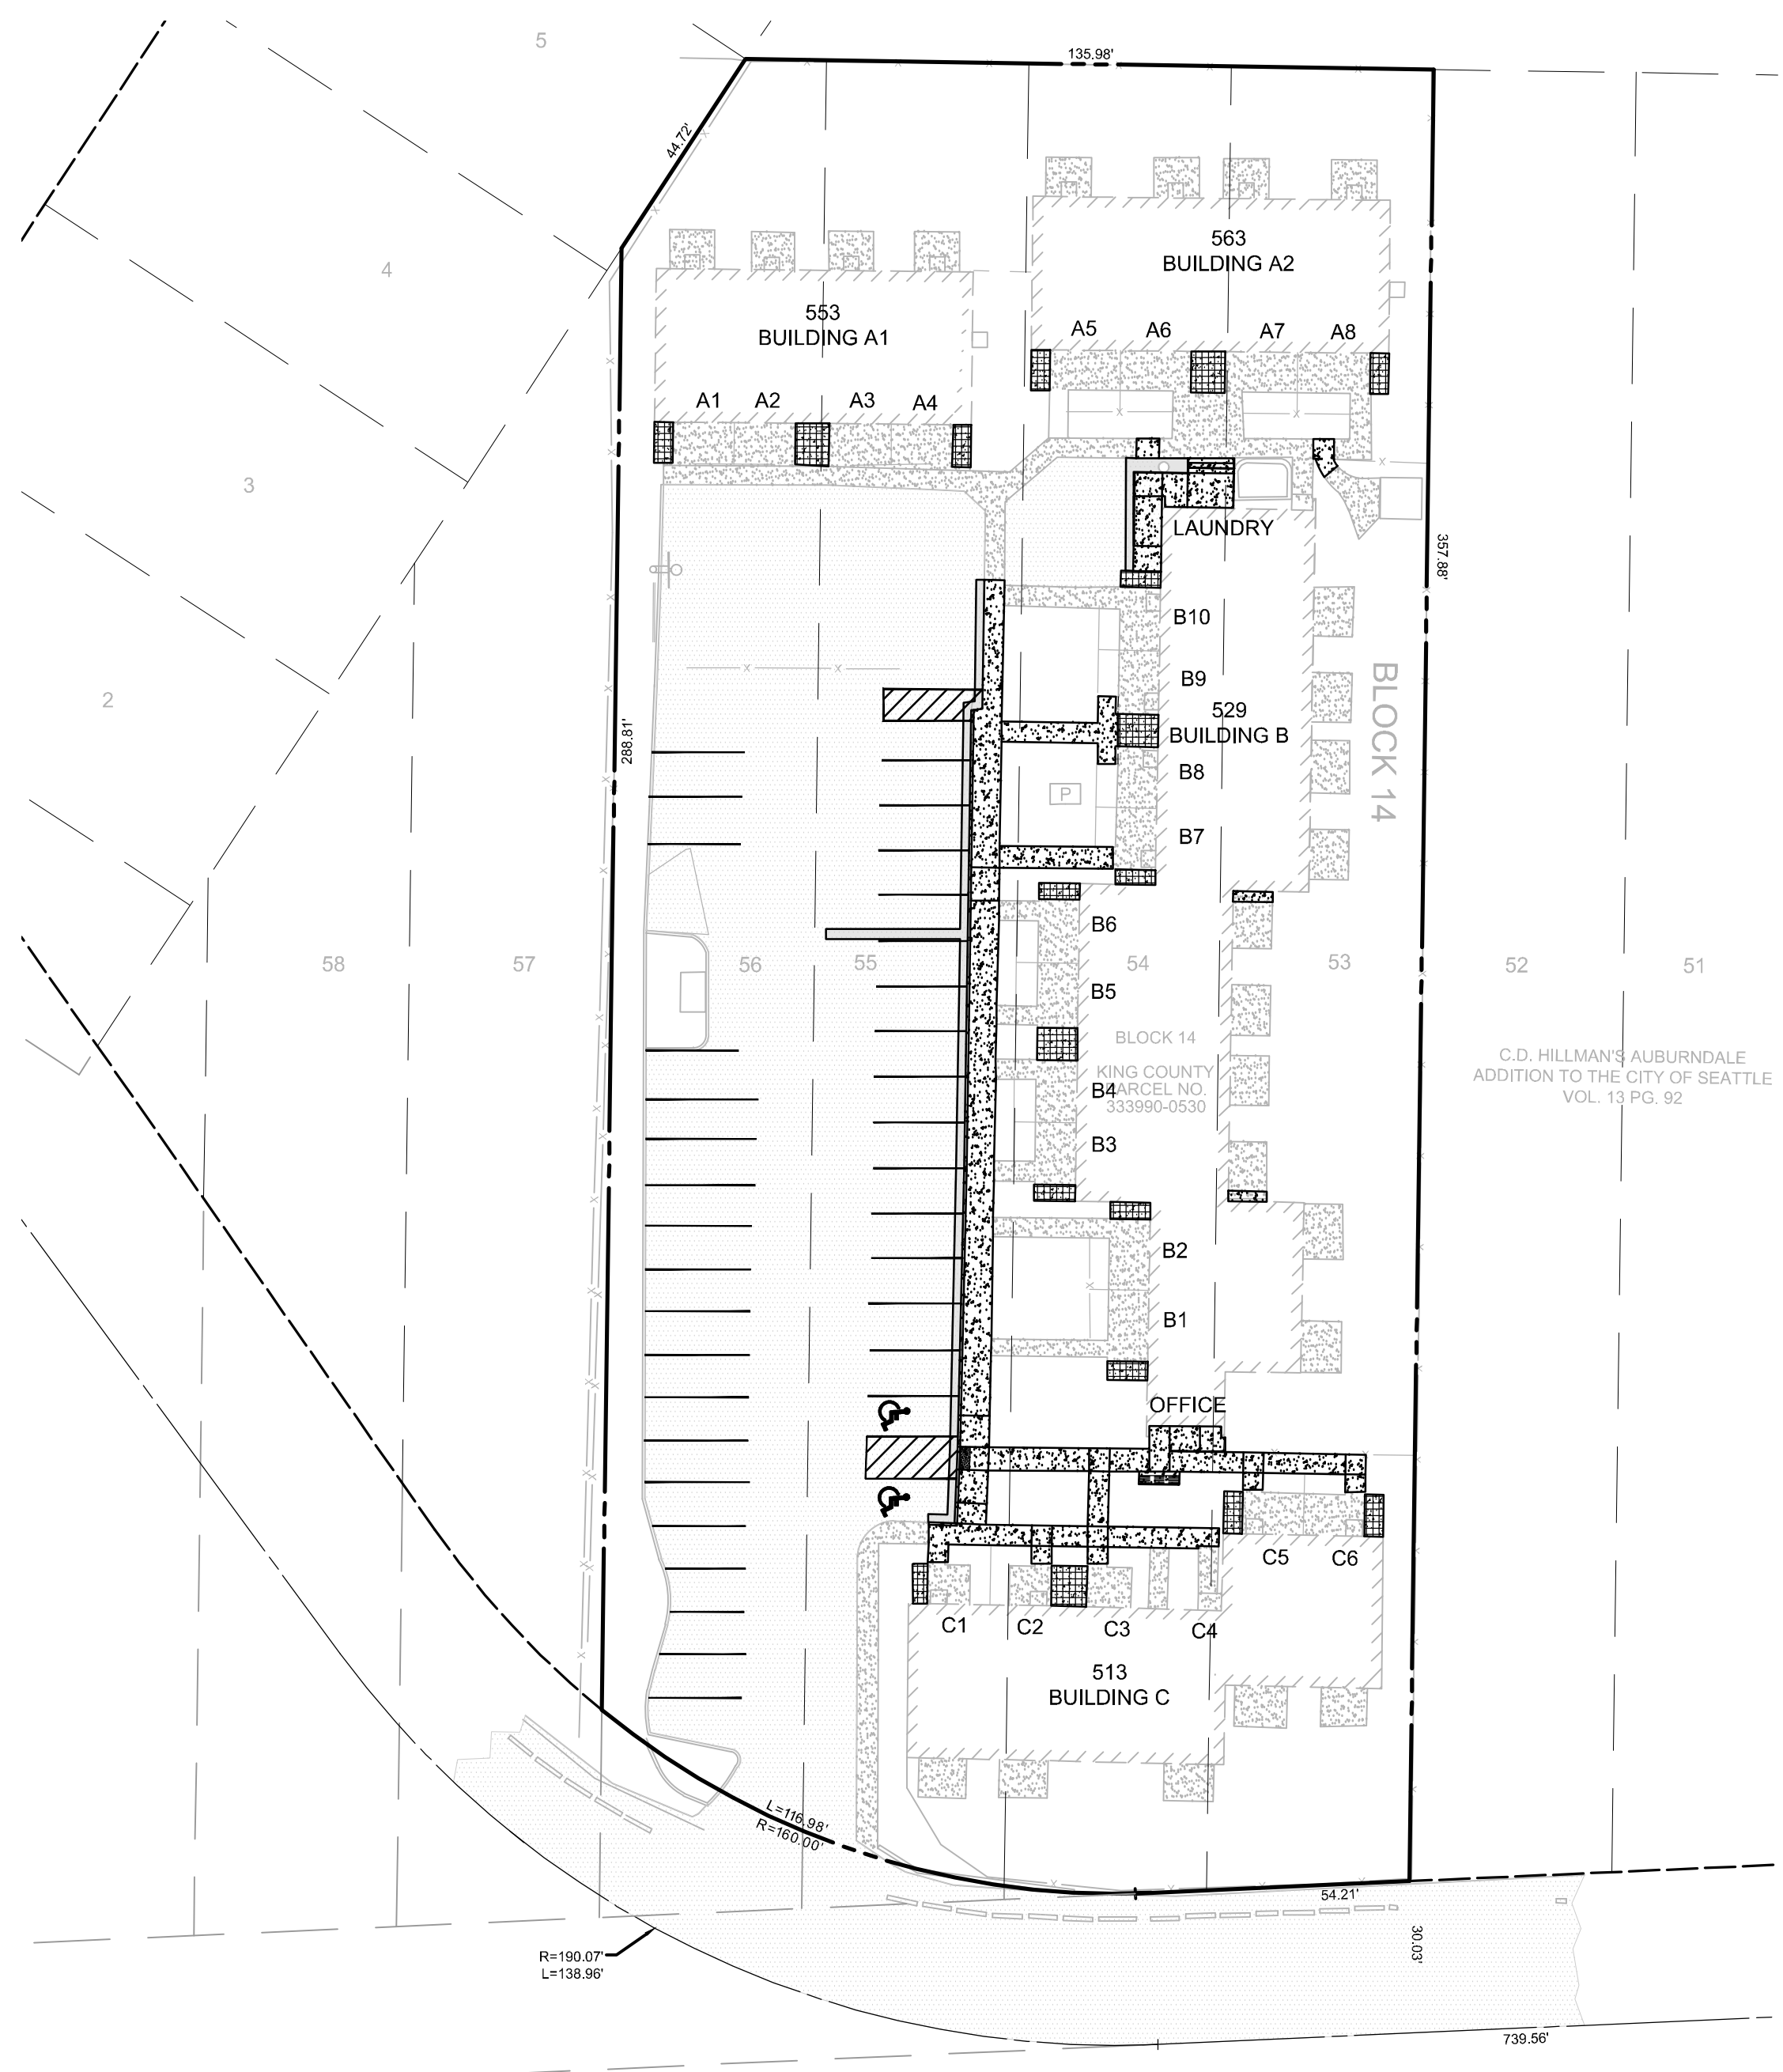 5
135.98'
44.72'
4
563
BUILDING A2
553
BUILDING A1
A5
A6
A7
A8
A1
A2
A3
A4
3
LAUNDRY
357.88'
B10
BLOCK 14
2
B9
529
BUILDING B
288.81'
B8
P
B7
B6
58
57
56
55
54
53
52
51
B5
BLOCK 14
KING COUNTY
PARCEL NO.
333990-0530
C.D. HILLMAN'S AUBURNDALE
ADDITION TO THE CITY OF SEATTLE
VOL. 13 PG. 92
B4
B3
B2
B1
OFFICE
C5
C6
C1
C2
C3
C4
513
BUILDING C
L=116.98'
R=160.00'
54.21'
30.03'
R=190.07'
L=138.96'
739.56'